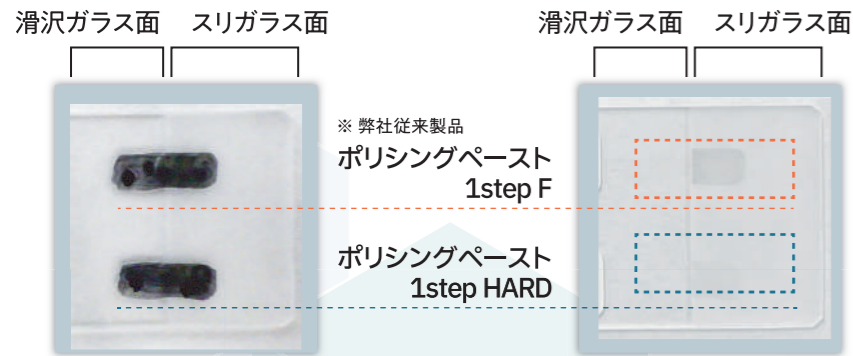 滑沢ガラス面 スリガラス面
滑沢ガラス面 スリガラス面
※ 弊社従来製品
ポリシングペースト
1step F
ポリシングペースト
1step HARD